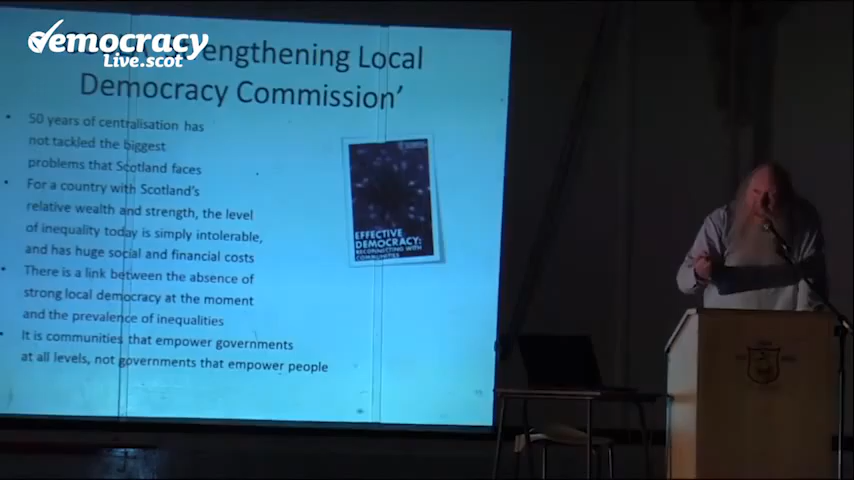 democracy
Live.scot
engthening Local
Democracy Commission'
• 50 years of centralisation has
not tackled the biggest
problems that Scotland faces
• For a country with Scotland's
relative wealth and strength, the level
of inequality today is simply intolerable,
and has huge social and financial costs
• There is a link between the absence of
strong local democracy at the moment
and the prevalence of inequalities
• It is communities that empower governments
at all levels, not governments that empower people
EFFECTIVE
DEMOCRACY:
RECONNECTING WITH
COMMUNITIES